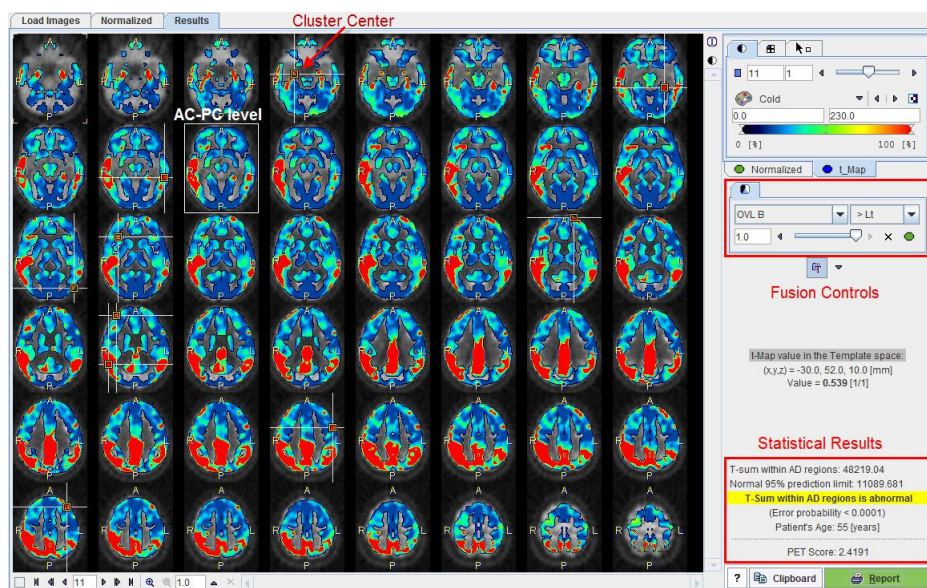 Load Images Normalized Results
Cluster Center
AC-PC level
11 1
Cold
0.0 230.0
0 [%] 100 [%]
Normalized t_Map
OVL B > Lt
1.0
Fusion Controls
t-Map value in the Template space:
(x,y,z) = -30.0, 52.0, 10.0 [mm]
Value = 0.539 [1/1]
Statistical Results
T-sum within AD regions: 48219.04
Normal 95% prediction limit: 11089.681
T-Sum within AD regions is abnormal
(Error probability < 0.0001)
Patient's Age: 55 [years]
PET Score: 2.4191
11 1.0
? Clipboard Report